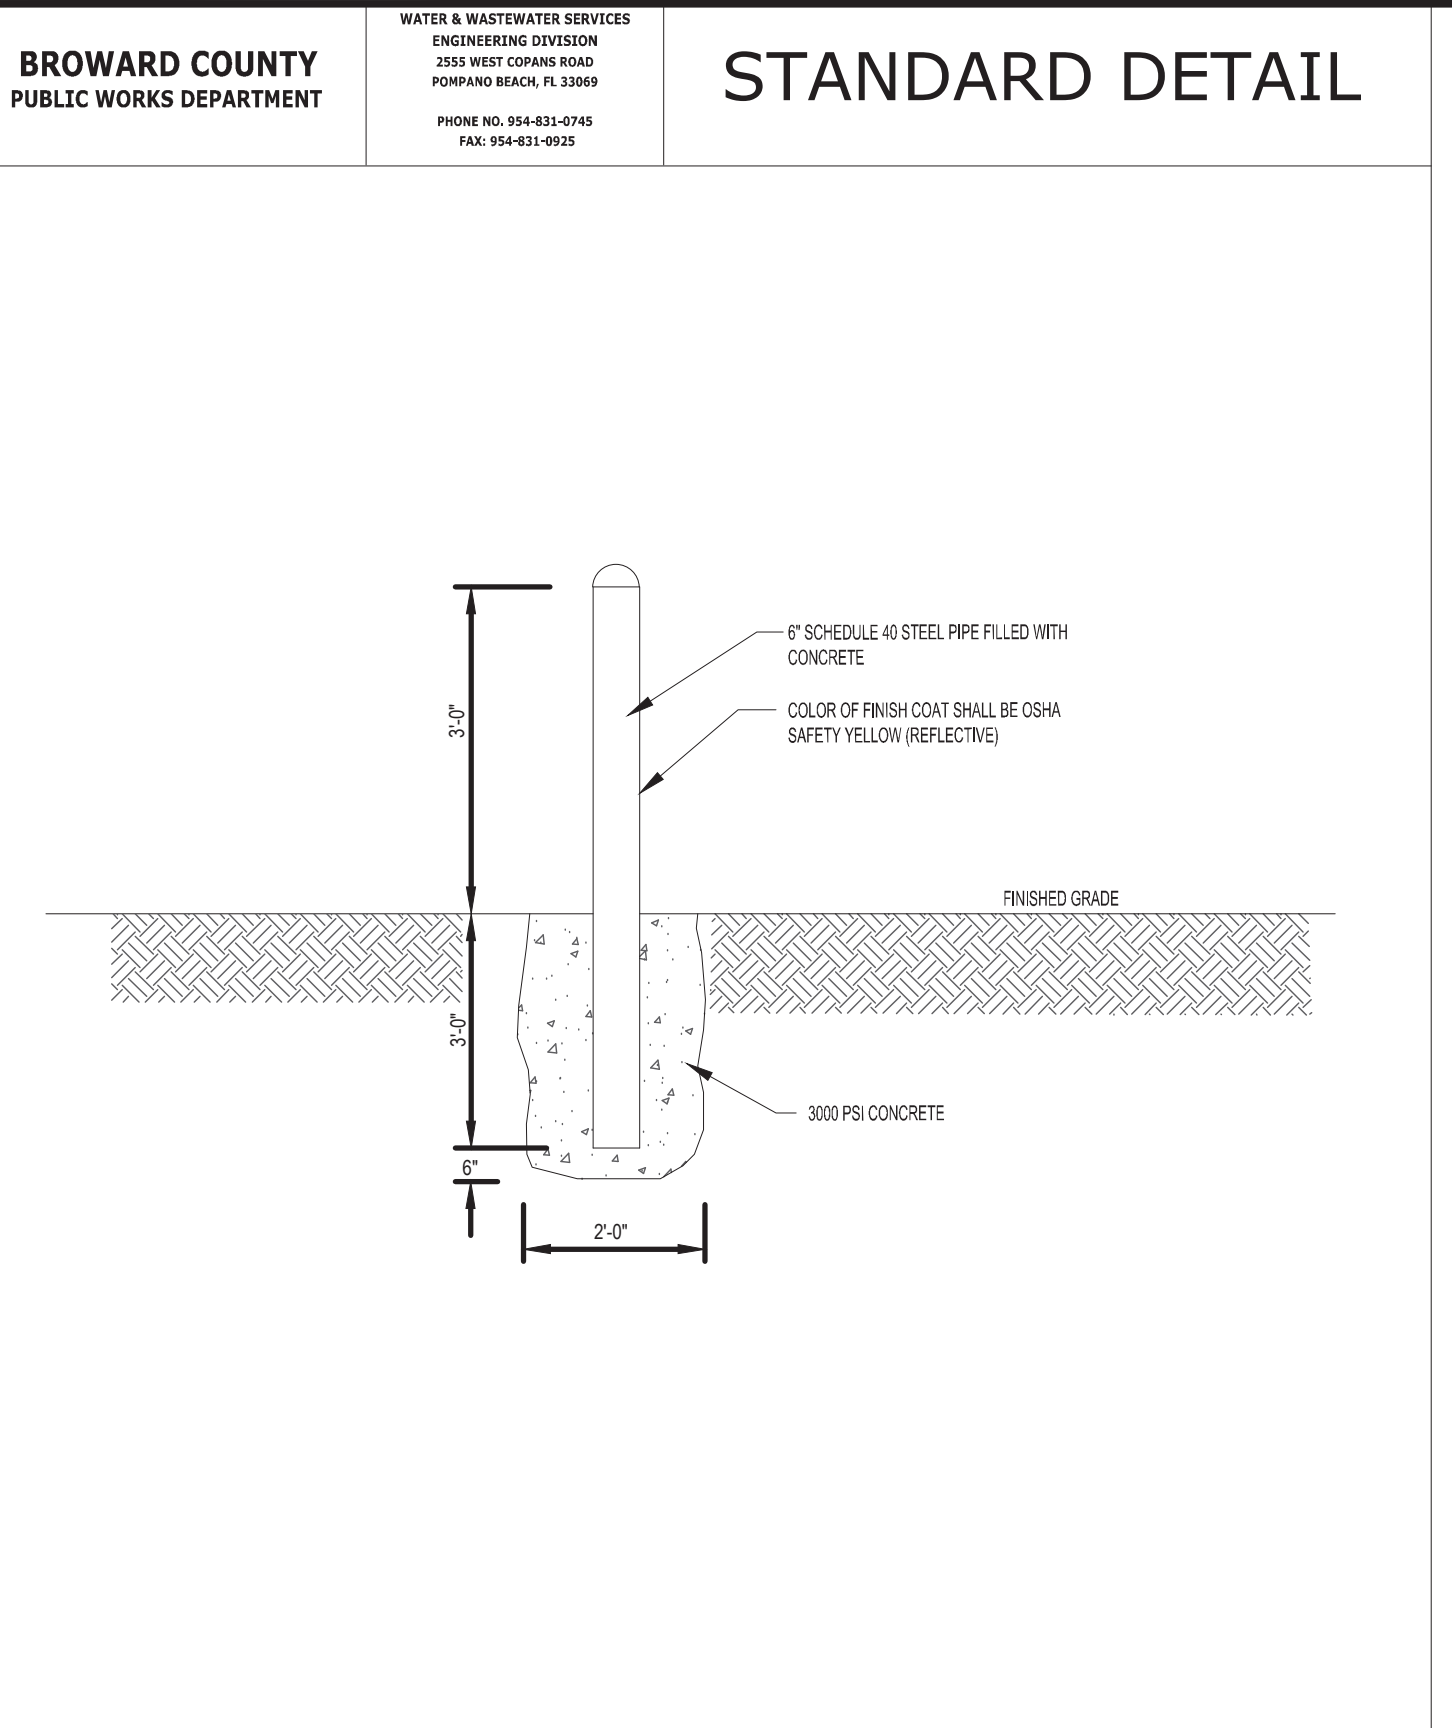 BROWARD COUNTY
PUBLIC WORKS DEPARTMENT
WATER & WASTEWATER SERVICES
ENGINEERING DIVISION
2555 WEST COPANS ROAD
POMPANO BEACH, FL 33069
PHONE NO. 954-831-0745
FAX: 954-831-0925
STANDARD DETAIL
6" SCHEDULE 40 STEEL PIPE FILLED WITH
CONCRETE
COLOR OF FINISH COAT SHALL BE OSHA
SAFETY YELLOW (REFLECTIVE)
3'-0"
FINISHED GRADE
3'-0"
3000 PSI CONCRETE
6"
2'-0"